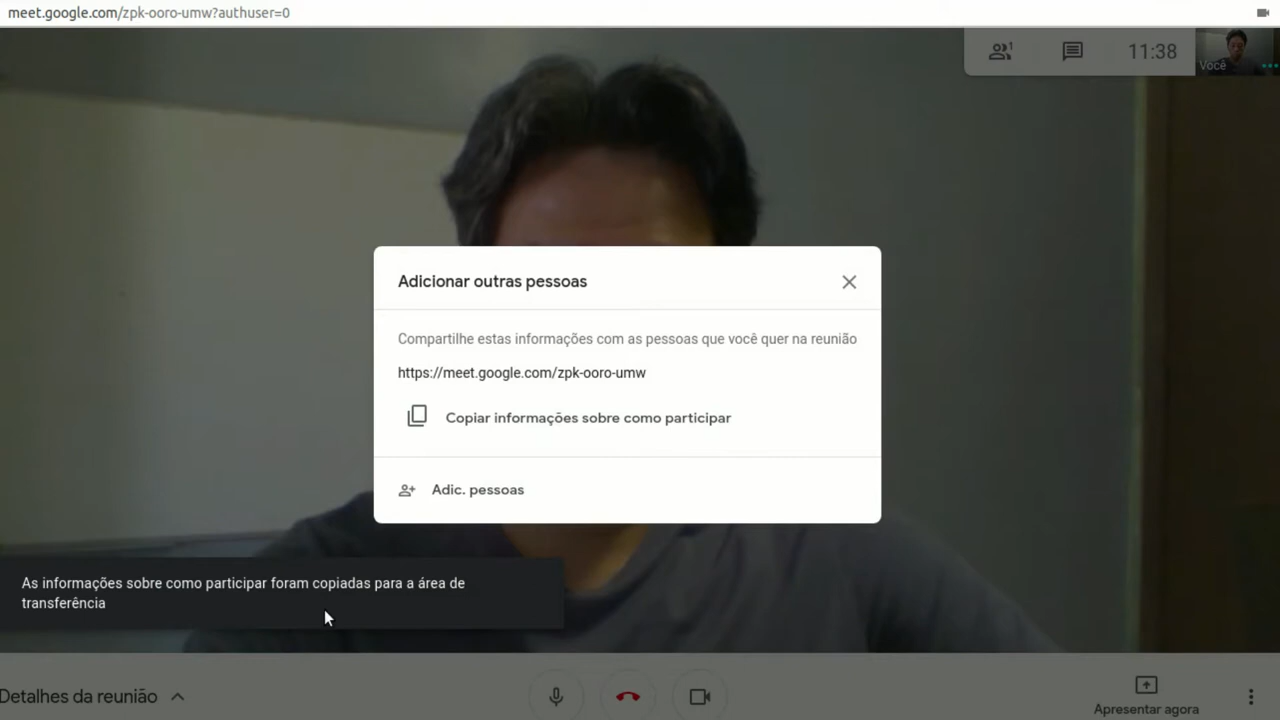 meet.google.com/zpk-ooro-umw?authuser=0
1
11:38
Você
Adicionar outras pessoas
Compartilhe estas informações com as pessoas que você quer na reunião
https://meet.google.com/zpk-ooro-umw
Copiar informações sobre como participar
Adic. pessoas
As informações sobre como participar foram copiadas para a área de
transferência
Detalhes da reunião
Apresentar agora